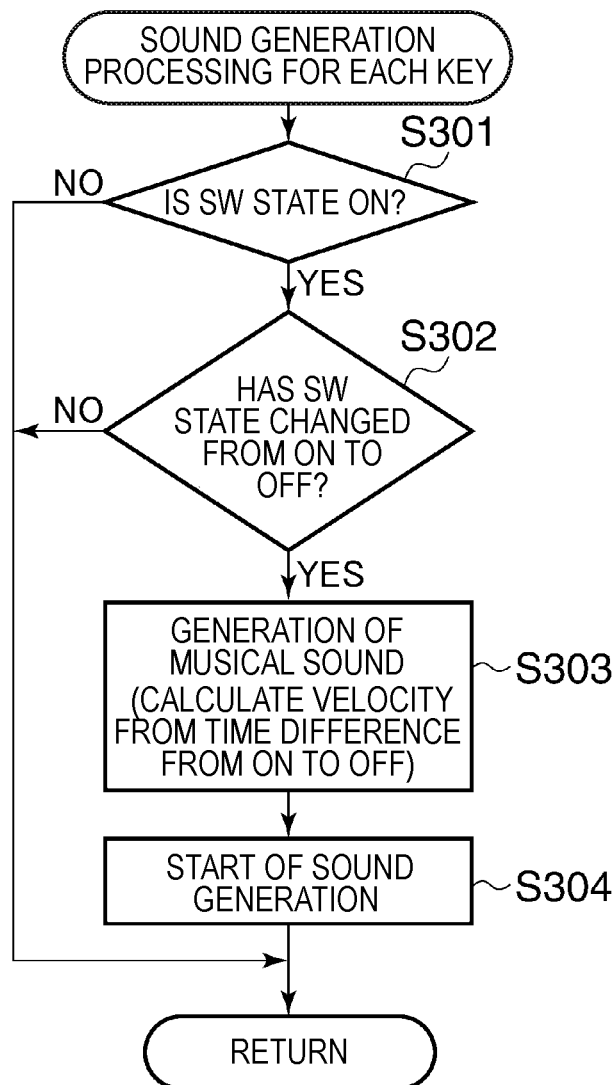 SOUND GENERATION
PROCESSING FOR EACH KEY
S301
NO
IS SW STATE ON?
YES
S302
NO
HAS SW
STATE CHANGED
FROM ON TO
OFF?
YES
GENERATION OF
MUSICAL SOUND
(CALCULATE VELOCITY
FROM TIME DIFFERENCE
FROM ON TO OFF)
S303
START OF SOUND
GENERATION
S304
RETURN